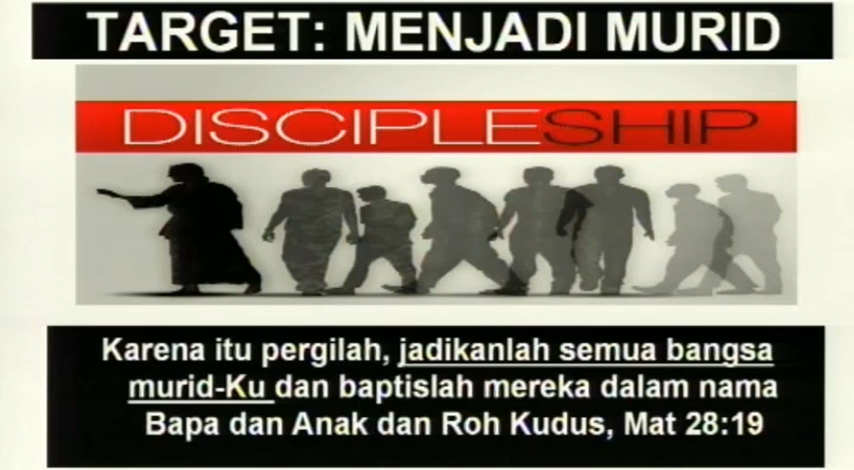 TARGET: MENJADI MURID
DISCIPLESHIP
Karena itu pergilah, jadikanlah semua bangsa
murid-Ku dan baptislah mereka dalam nama
Bapa dan Anak dan Roh Kudus, Mat 28:19